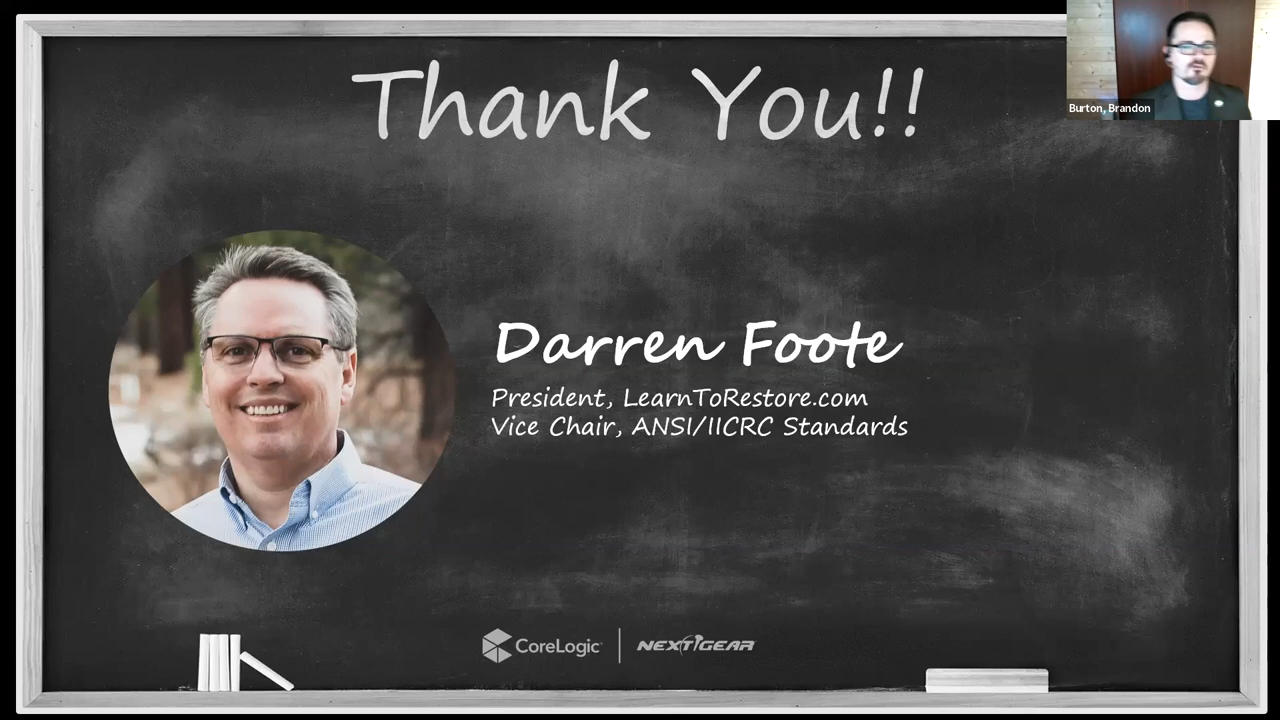 Thank You!!
Burton, Brandon
Darren Foote
President, LearnToRestore.com
Vice Chair, ANSI/IICRC Standards
CoreLogic | NEXTGEAR